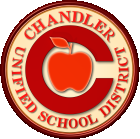 CHANDLER
UNIFIED SCHOOL DISTRICT